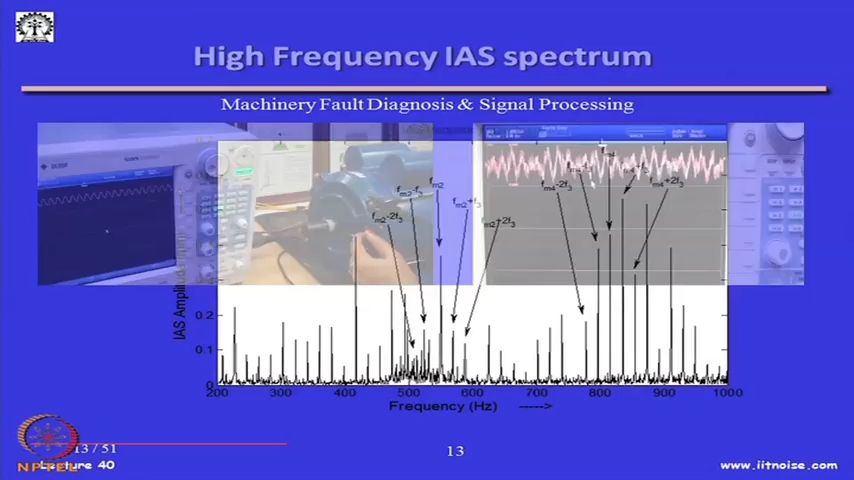 High Frequency IAS spectrum
Machinery Fault Diagnosis & Signal Processing
fm2-2f3
fm2-f3
fm2
fm2+f3
fm2+2f3
fm4-2f3
fm4+2f3
IAS Amplitude
0.2
0.1
0
200 300 400 500 600 700 800 900 1000
Frequency (Hz) ----->
13 / 51
13
NPTEL
Lecture 40
www.iitnoise.com